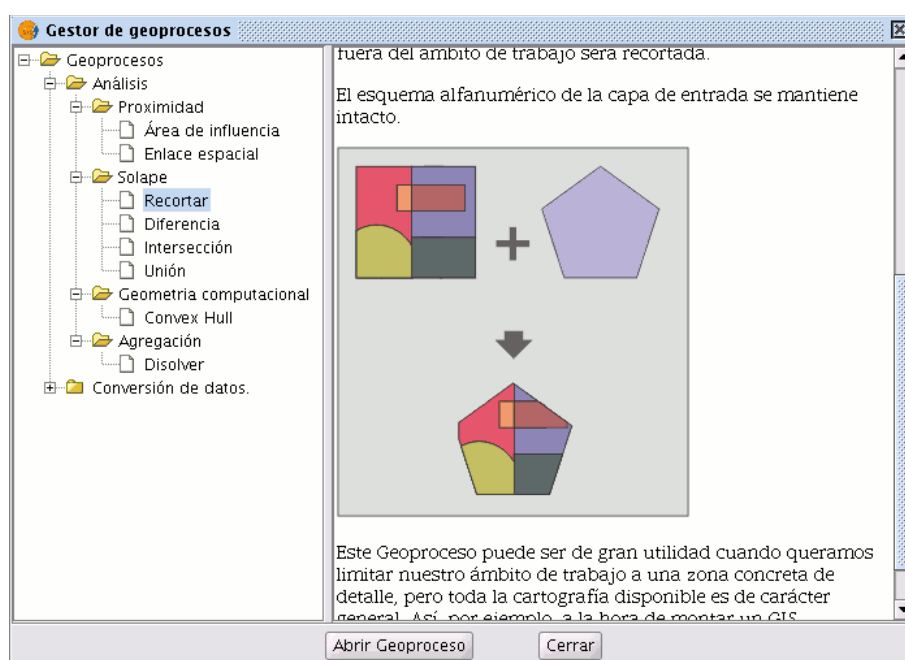 Gestor de geoprocesos
Geoprocesos
Análisis
Proximidad
Área de influencia
Enlace espacial
Solape
Recortar
Diferencia
Intersección
Unión
Geometria computacional
Convex Hull
Agregación
Disolver
Conversión de datos.
fuera del ámbito de trabajo será recortada.
El esquema alfanumérico de la capa de entrada se mantiene
intacto.
Este Geoproceso puede ser de gran utilidad cuando queramos
limitar nuestro ámbito de trabajo a una zona concreta de
detalle, pero toda la cartografía disponible es de carácter
general. Así, por ejemplo, a la hora de montar un GIS
Abrir Geoproceso
Cerrar